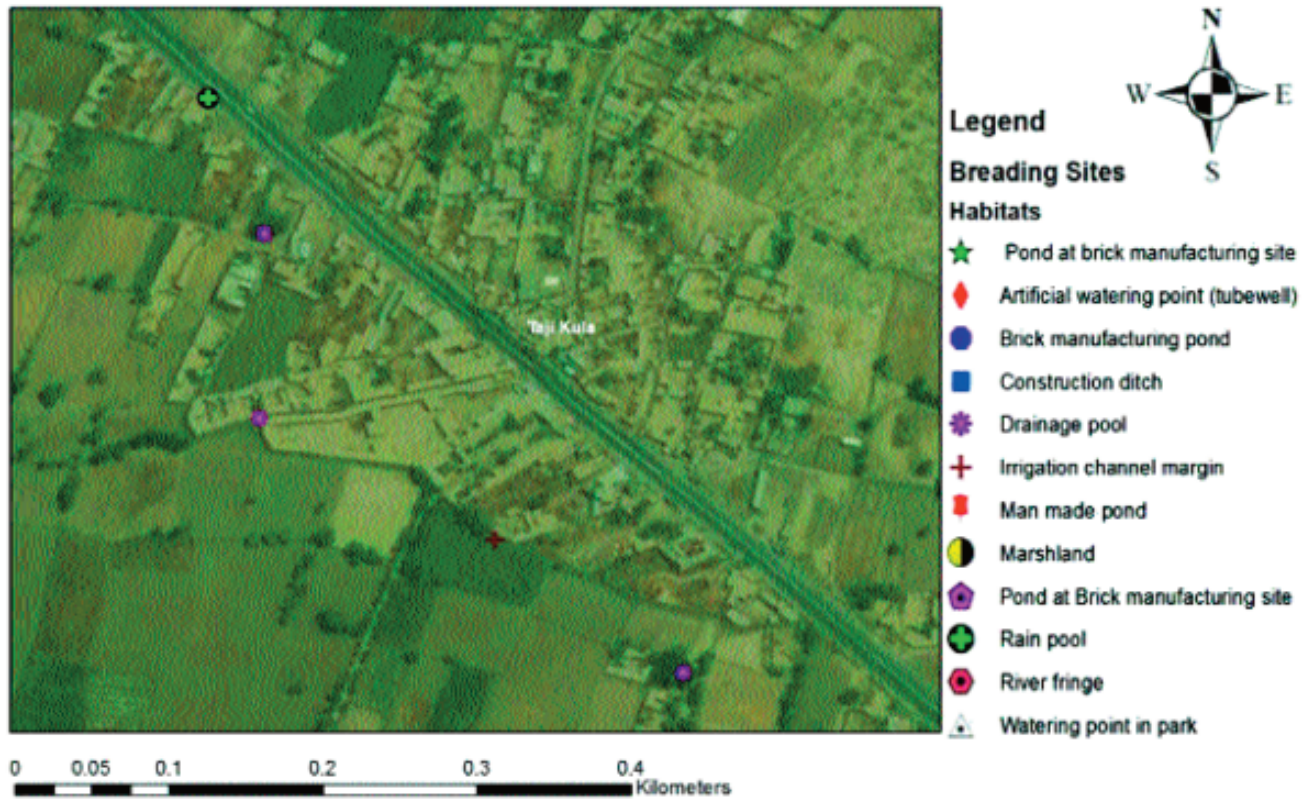 N
W E
S
Legend
Breading Sites
Habitats
Pond at brick manufacturing site
Artificial watering point (tubewell)
Brick manufacturing pond
Construction ditch
Drainage pool
Irrigation channel margin
Man made pond
Marshland
Pond at Brick manufacturing site
Rain pool
River fringe
Watering point in park
Taji Kula
0 0.05 0.1 0.2 0.3 0.4
Kilometers